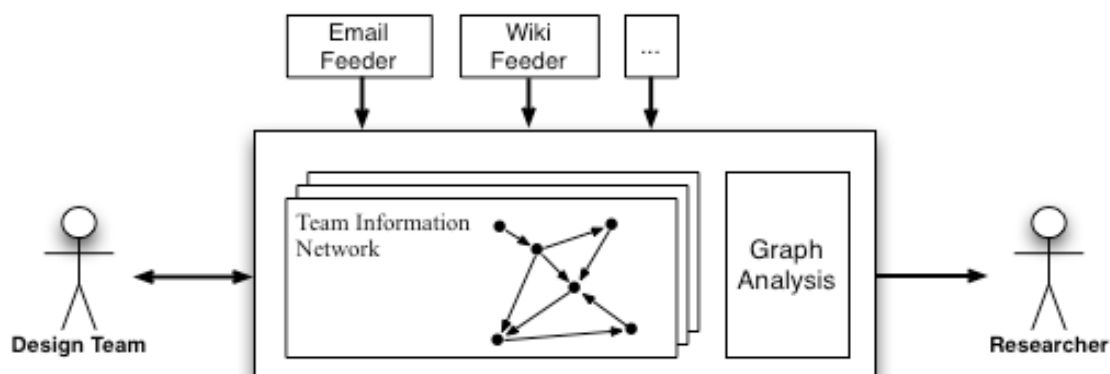 Email
Feeder
Wiki
Feeder
...
Team Information
Network
Graph
Analysis
Design Team
Researcher